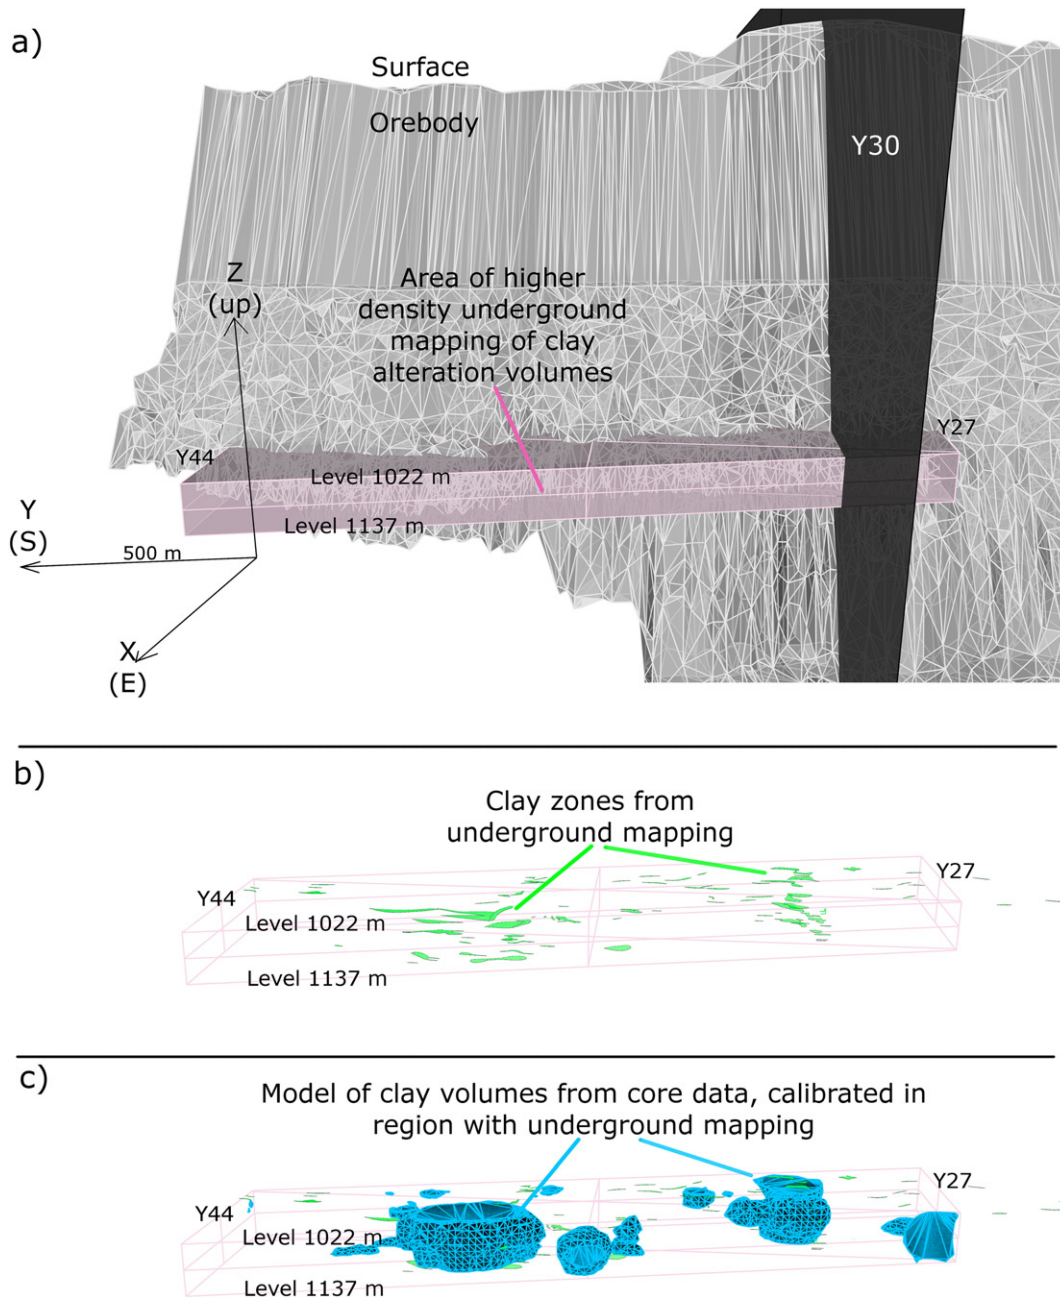 a)
Surface
Orebody
Y30
Z
(up)
Area of higher
density underground
mapping of clay
alteration volumes
Y27
Y44
Level 1022 m
Level 1137 m
Y
(S)
500 m
X
(E)
b)
Clay zones from
underground mapping
Y44
Y27
Level 1022 m
Level 1137 m
c)
Model of clay volumes from core data, calibrated in
region with underground mapping
Y44
Y27
Level 1022 m
Level 1137 m